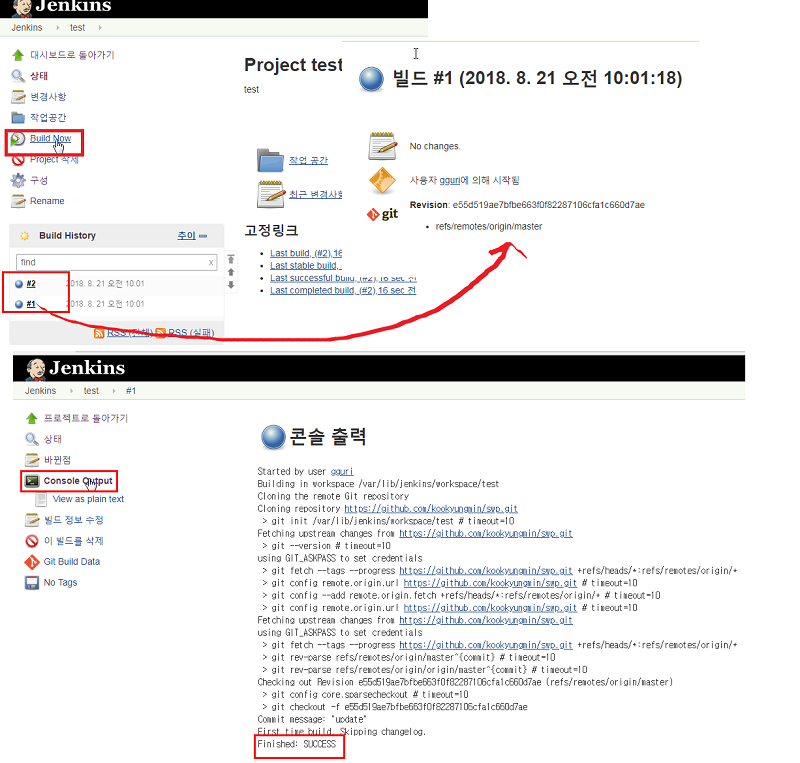 Jenkins
Jenkins test
대시보드로 돌아가기
상태
변경사항
작업공간
Build Now
Project 삭제
구성
Rename
Build History 추이
find x
#2 2018. 8. 21 오전 10:01
#1 2018. 8. 21 오전 10:01
RSS (전체) RSS (실패)
Project test
test
작업 공간
최근 변경사항
고정링크
Last build, (#2),16
Last stable build,
Last successful build, (#2), 16 sec 전
Last completed build, (#2),16 sec 전
빌드 #1 (2018. 8. 21 오전 10:01:18)
No changes.
사용자 gguri에 의해 시작됨
git
Revision: e55d519ae7bfbe663f0f82287106cfa1c660d7ae
refs/remotes/origin/master
Jenkins
Jenkins test #1
프로젝트로 돌아가기
상태
바뀐점
Console Output
View as plain text
빌드 정보 수정
이 빌드를 삭제
Git Build Data
No Tags
콘솔 출력
Started by user gguri
Building in workspace /var/lib/jenkins/workspace/test
Cloning the remote Git repository
Cloning repository https://github.com/kookyungmin/swp.git
> git init /var/lib/jenkins/workspace/test # timeout=10
Fetching upstream changes from https://github.com/kookyungmin/swp.git
> git --version # timeout=10
using GIT_ASKPASS to set credentials
> git fetch --tags --progress https://github.com/kookyungmin/swp.git +refs/heads/*:refs/remotes/origin/*
> git config remote.origin.url https://github.com/kookyungmin/swp.git # timeout=10
> git config --add remote.origin.fetch +refs/heads/*:refs/remotes/origin/* # timeout=10
> git config remote.origin.url https://github.com/kookyungmin/swp.git # timeout=10
Fetching upstream changes from https://github.com/kookyungmin/swp.git
using GIT_ASKPASS to set credentials
> git fetch --tags --progress https://github.com/kookyungmin/swp.git +refs/heads/*:refs/remotes/origin/*
> git rev-parse refs/remotes/origin/master^{commit} # timeout=10
> git rev-parse refs/remotes/origin/origin/master^{commit} # timeout=10
Checking out Revision e55d519ae7bfbe663f0f82287106cfa1c660d7ae (refs/remotes/origin/master)
> git config core.sparsecheckout # timeout=10
> git checkout -f e55d519ae7bfbe663f0f82287106cfa1c660d7ae
Commit message: "update"
First time build. Skipping changelog.
Finished: SUCCESS